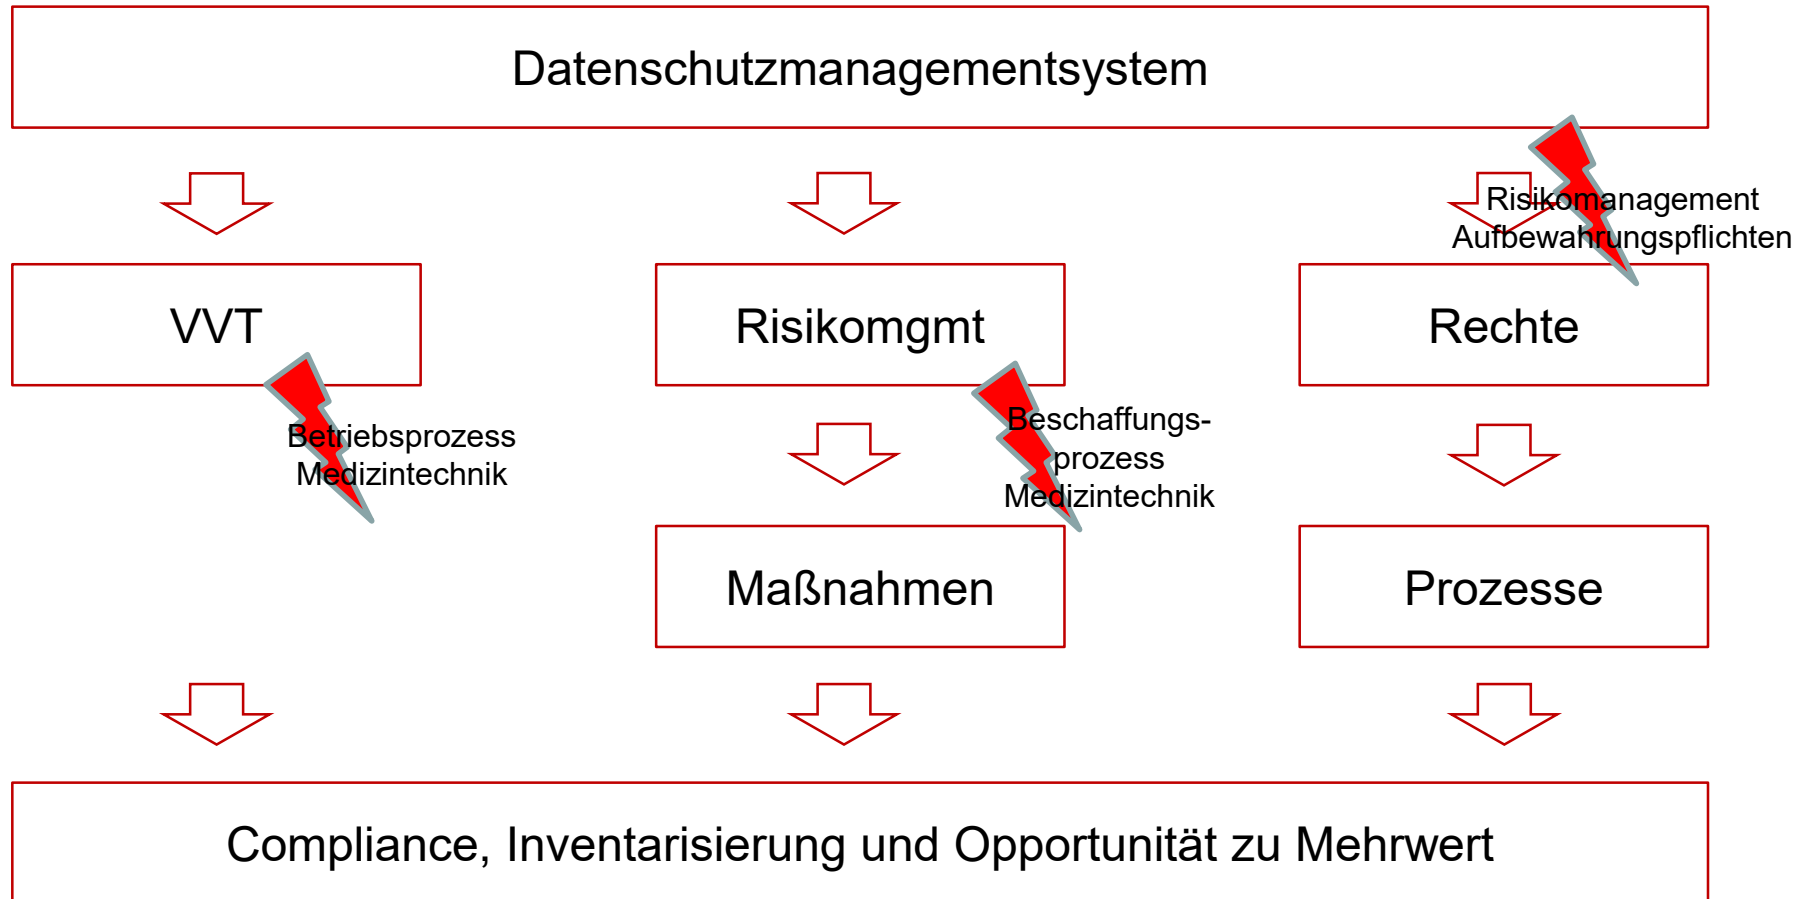 Datenschutzmanagementsystem
Risikomanagement
Aufbewahrungspflichten
VVT
Risikomgmt
Rechte
Betriebsprozess
Medizintechnik
Beschaffungs-
prozess
Medizintechnik
Maßnahmen
Prozesse
Compliance, Inventarisierung und Opportunität zu Mehrwert